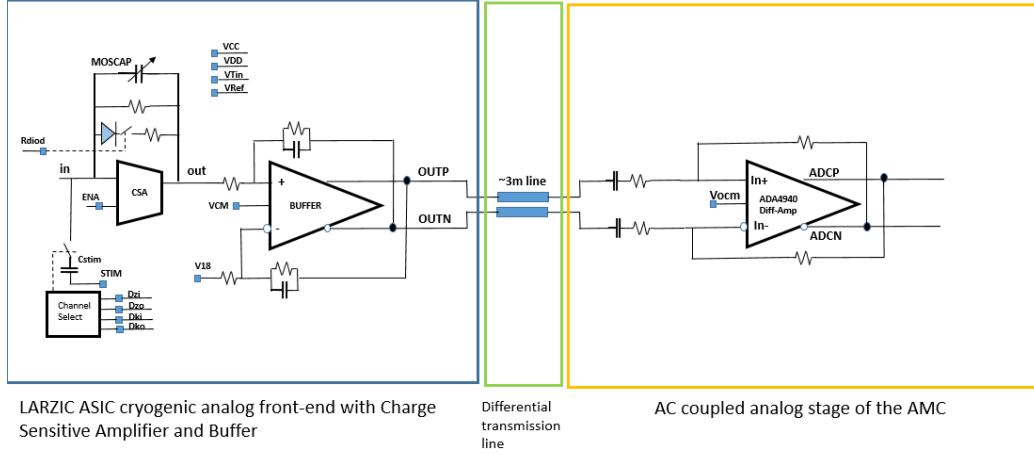 VCC
VDD
VTin
VRef
MOSCAP
Rdiod
in
out
ENA
CSA
Cstim
STIM
Channel
Select
Dzi
Dzo
Dki
Dko
+
VCM
BUFFER
-
V18
OUTP
OUTN
~3m line
In+
ADCP
Vocm
ADA4940
Diff-Amp
In-
ADCN
LARZIC ASIC cryogenic analog front-end with Charge
Sensitive Amplifier and Buffer
Differential
transmission
line
AC coupled analog stage of the AMC